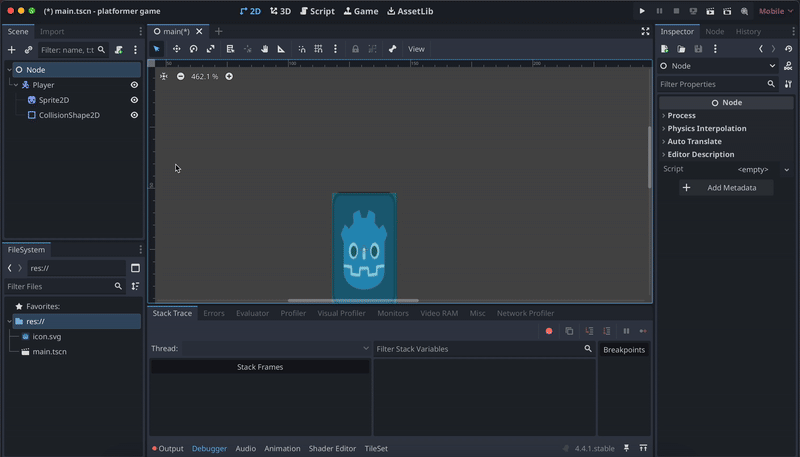 (*) main.tscn - platformer game
2D 3D Script Game AssetLib
Mobile
Scene Import
Filter: name, t:t
Node
Player
Sprite2D
CollisionShape2D
FileSystem
res://
Filter Files
Favorites:
res://
icon.svg
main.tscn
main(*)
View
50 100 150 200
462.1 %
Stack Trace Errors Evaluator Profiler Visual Profiler Monitors Video RAM Misc Network Profiler
Thread:
Filter Stack Variables
Breakpoints
Stack Frames
Output Debugger Audio Animation Shader Editor TileSet
4.4.1.stable
Inspector Node History
Node
Filter Properties
Node
Process
Physics Interpolation
Auto Translate
Editor Description
Script <empty>
Add Metadata